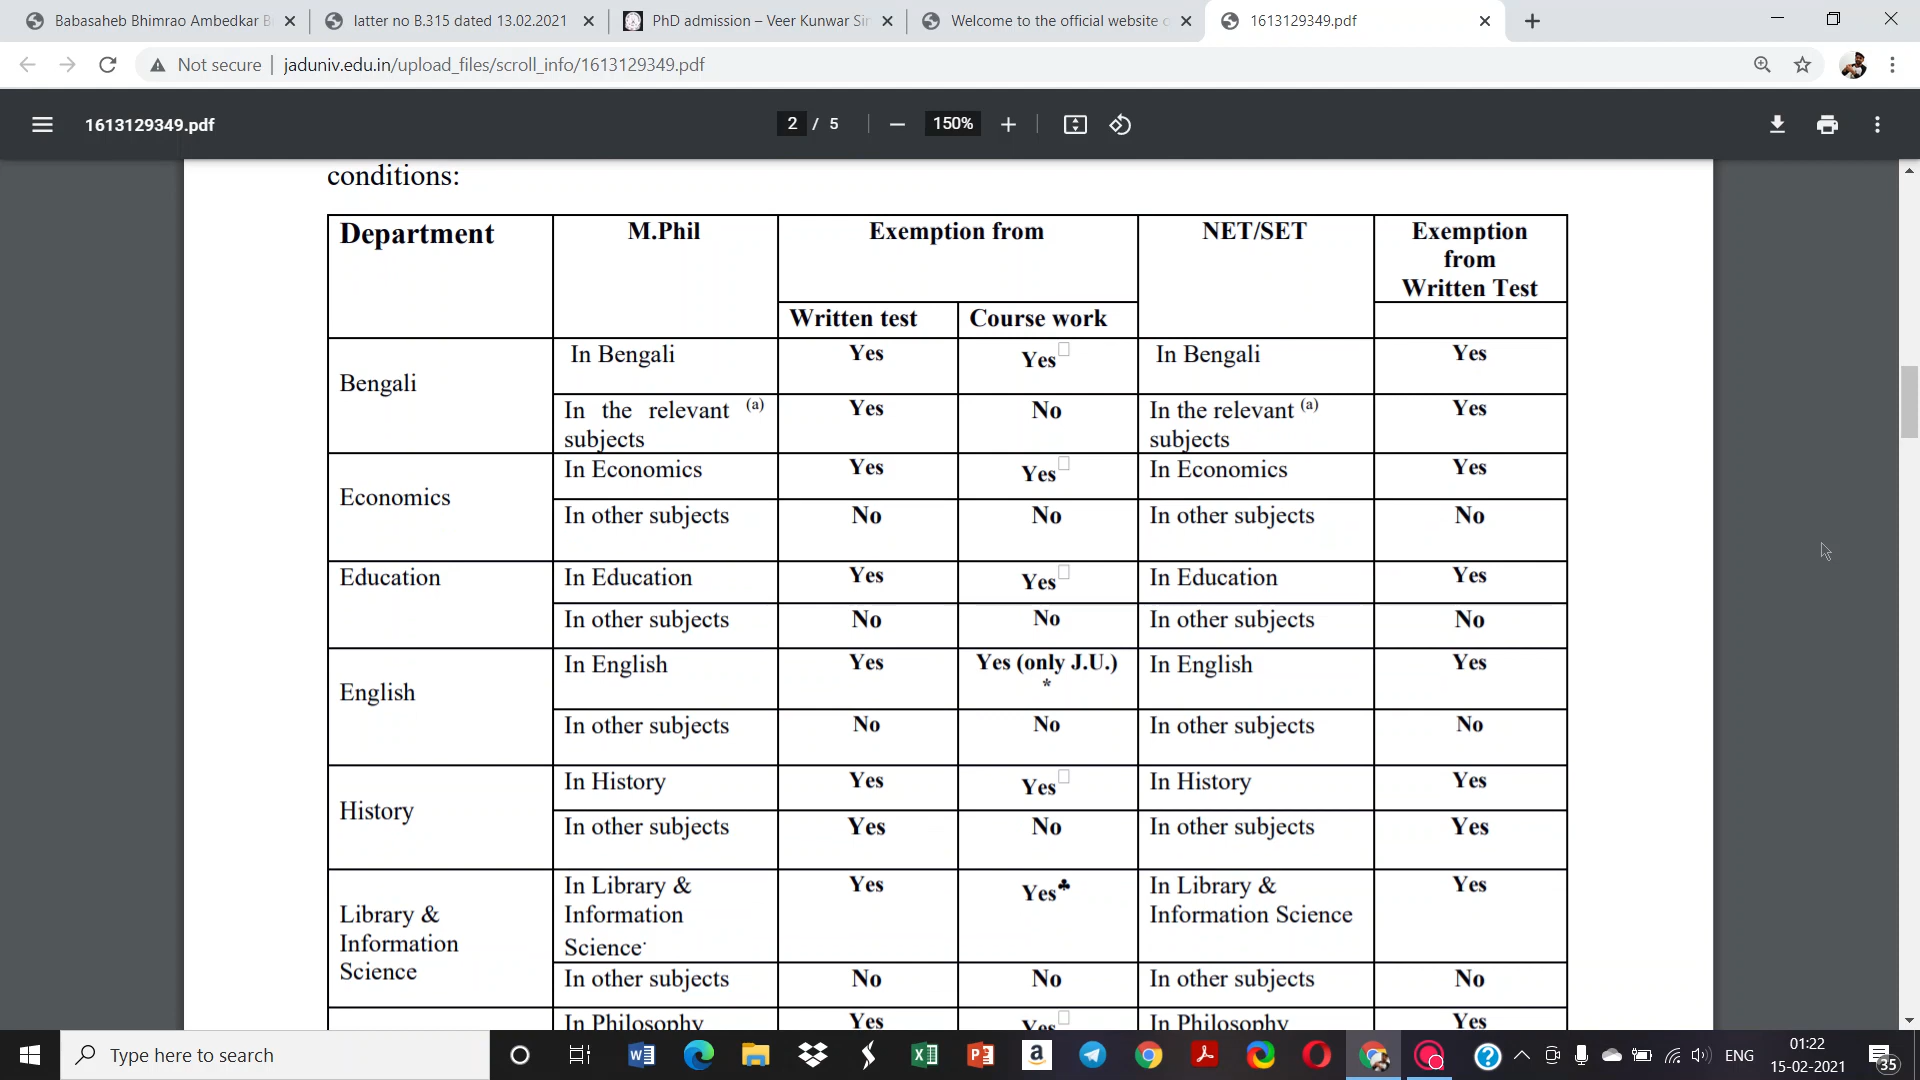 Babasaheb Bhimrao Ambedkar B
latter no B.315 dated 13.02.2021
PhD admission – Veer Kunwar Sin
Welcome to the official website o
1613129349.pdf
Not secure
jaduniv.edu.in/upload_files/scroll_info/1613129349.pdf
1613129349.pdf
2 / 5
150%
conditions:
Department M.Phil Exemption from NET/SET Exemption
from
Written Test
Written test Course work
Bengali
In Bengali Yes Yes In Bengali Yes
In the relevant (a) Yes No In the relevant (a) Yes
subjects subjects
Economics
In Economics Yes Yes In Economics Yes
In other subjects No No In other subjects No
Education In Education Yes Yes In Education Yes
In other subjects No No In other subjects No
English
In English Yes Yes (only J.U.) In English Yes
*
In other subjects No No In other subjects No
History
In History Yes Yes In History Yes
In other subjects Yes No In other subjects Yes
Library &
Information
Science
In Library & Yes Yes♣ In Library & Yes
Information Information Science
Science
In other subjects No No In other subjects No
In Philosophy Yes Yes In Philosophy Yes
Type here to search
ENG
01:22
15-02-2021
35